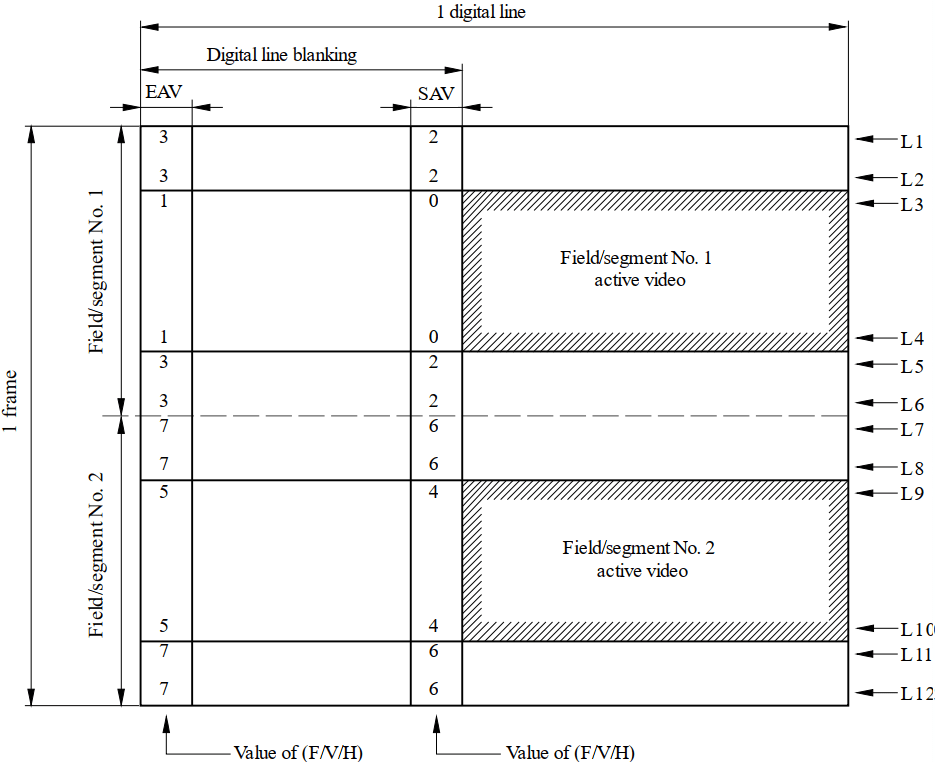 1 digital line
Digital line blanking
EAV
SAV
3
2
L1
3
2
L2
1
0
L3
Field/segment No. 1
Field/segment No. 1
active video
1
0
L4
3
2
L5
1 frame
3
2
L6
7
6
L7
7
6
L8
5
4
L9
Field/segment No. 2
Field/segment No. 2
active video
5
4
L10
7
6
L11
7
6
L12
Value of (F/V/H)
Value of (F/V/H)